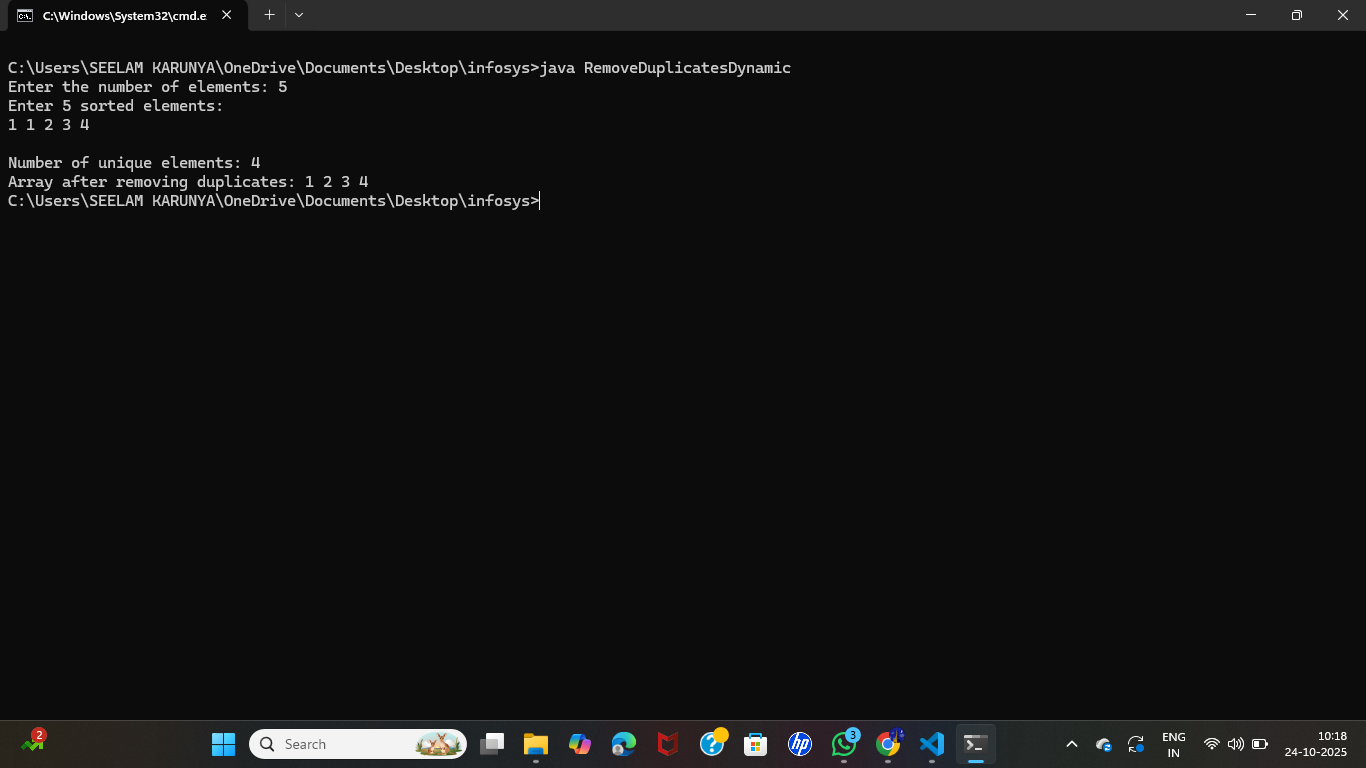 C:\Windows\System32\cmd.e
C:\Users\SEELAM KARUNYA\OneDrive\Documents\Desktop\infosys>java RemoveDuplicatesDynamic
Enter the number of elements: 5
Enter 5 sorted elements:
1 1 2 3 4
Number of unique elements: 4
Array after removing duplicates: 1 2 3 4
C:\Users\SEELAM KARUNYA\OneDrive\Documents\Desktop\infosys>
2
Search
hp
3
ENG
IN
10:18
24-10-2025